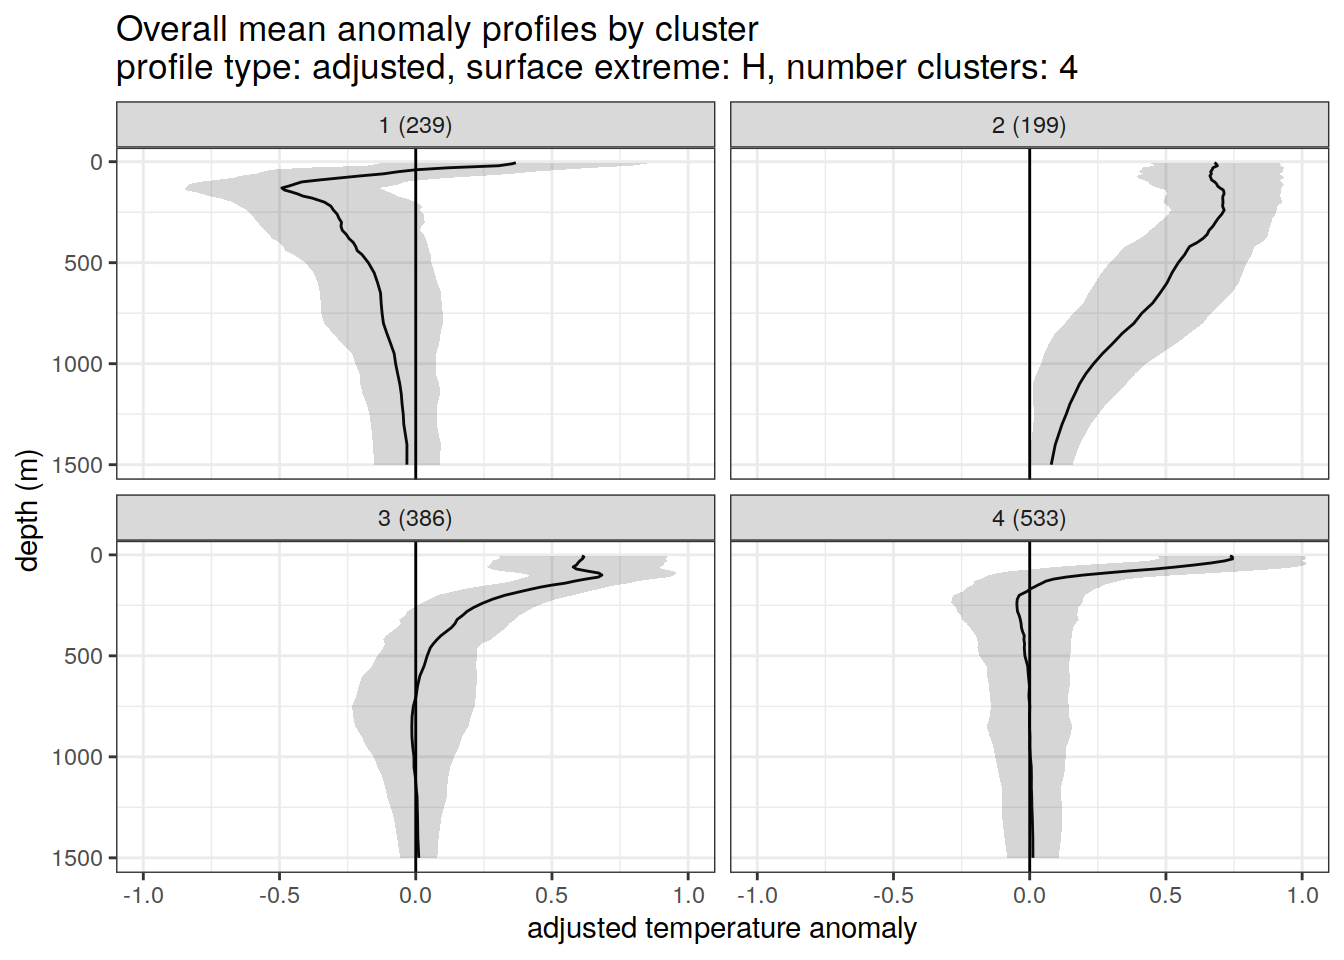 Overall mean anomaly profiles by cluster
profile type: adjusted, surface extreme: H, number clusters: 4
1 (239)
2 (199)
0
500
1000
1500
3 (386)
4 (533)
0
500
1000
1500
depth (m)
-1.0 -0.5 0.0 0.5 1.0
-1.0 -0.5 0.0 0.5 1.0
adjusted temperature anomaly